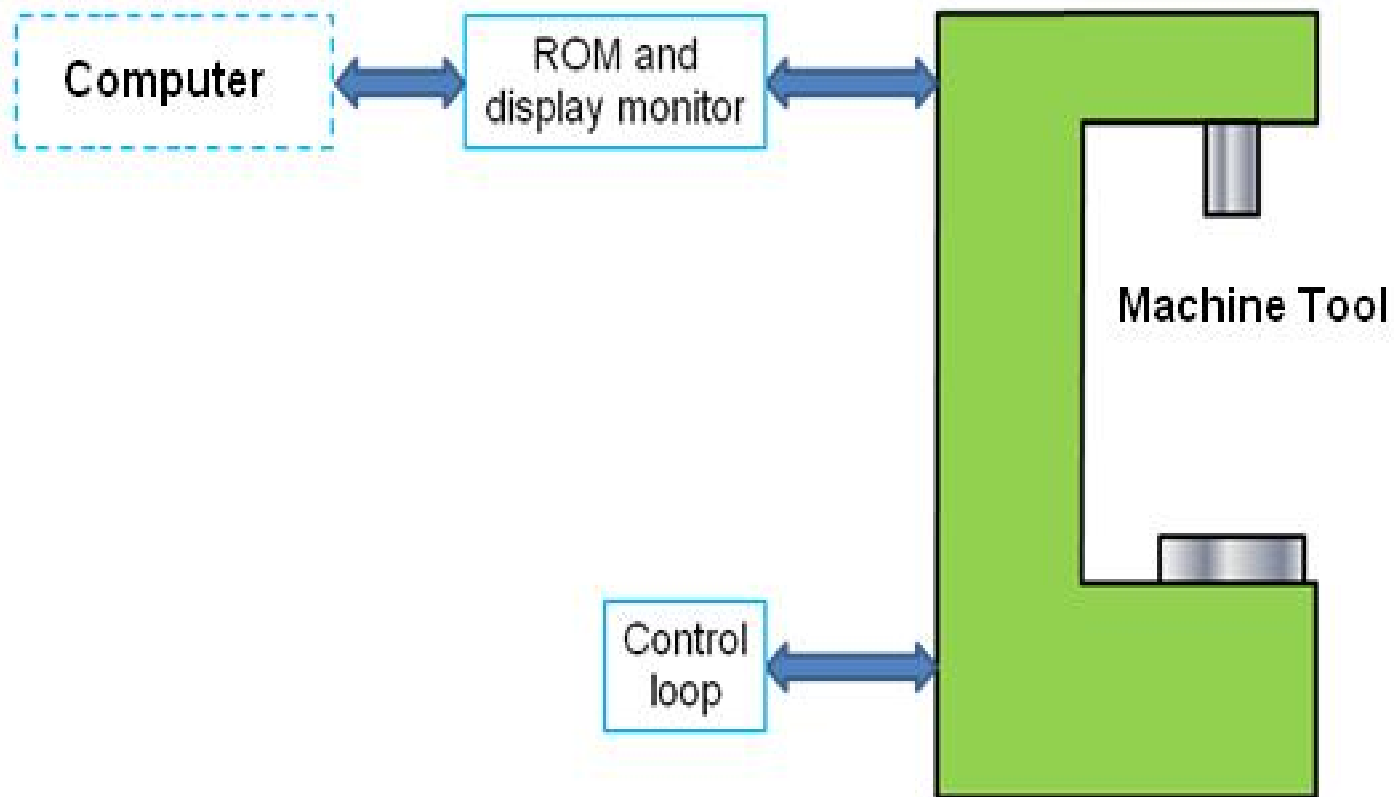 Computer
ROM and
display monitor
Machine Tool
Control
loop